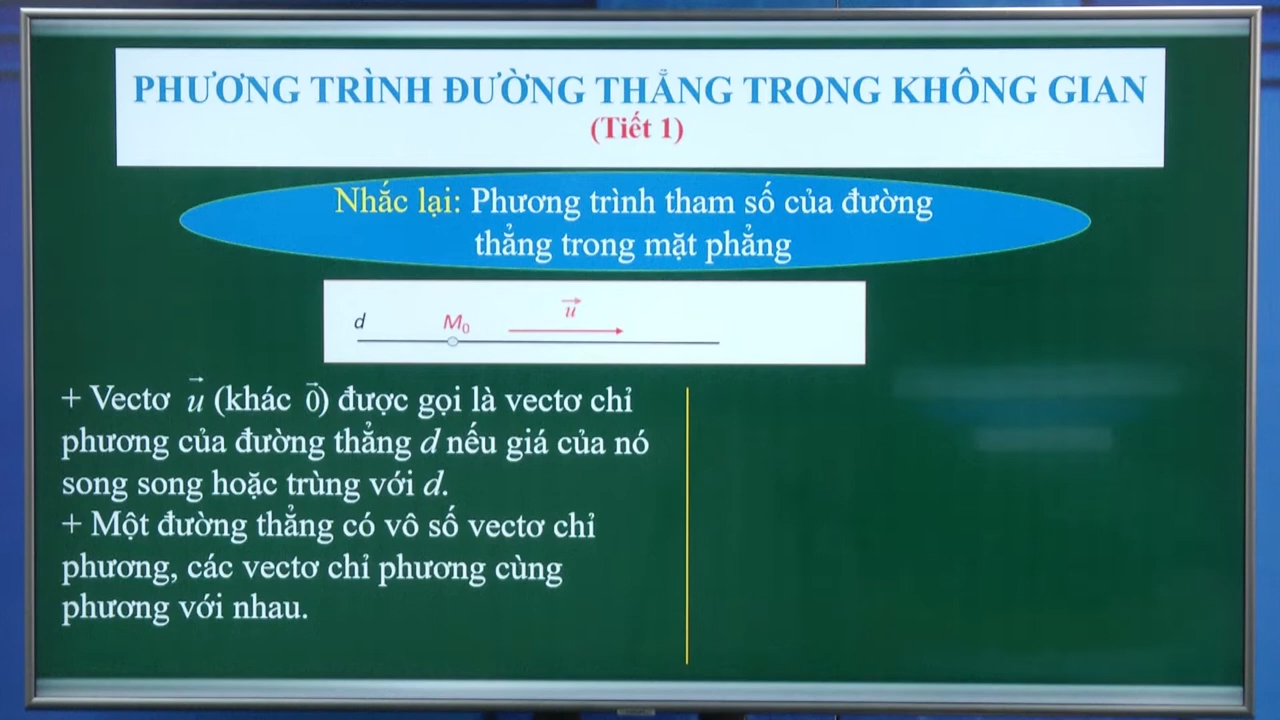 PHƯƠNG TRÌNH ĐƯỜNG THẲNG TRONG KHÔNG GIAN
(Tiết 1)
Nhắc lại: Phương trình tham số của đường
thẳng trong mặt phẳng
d M₀ u⃗
+ Vectơ u⃗ (khác 0⃗) được gọi là vectơ chỉ
phương của đường thẳng d nếu giá của nó
song song hoặc trùng với d.
+ Một đường thẳng có vô số vectơ chỉ
phương, các vectơ chỉ phương cùng
phương với nhau.